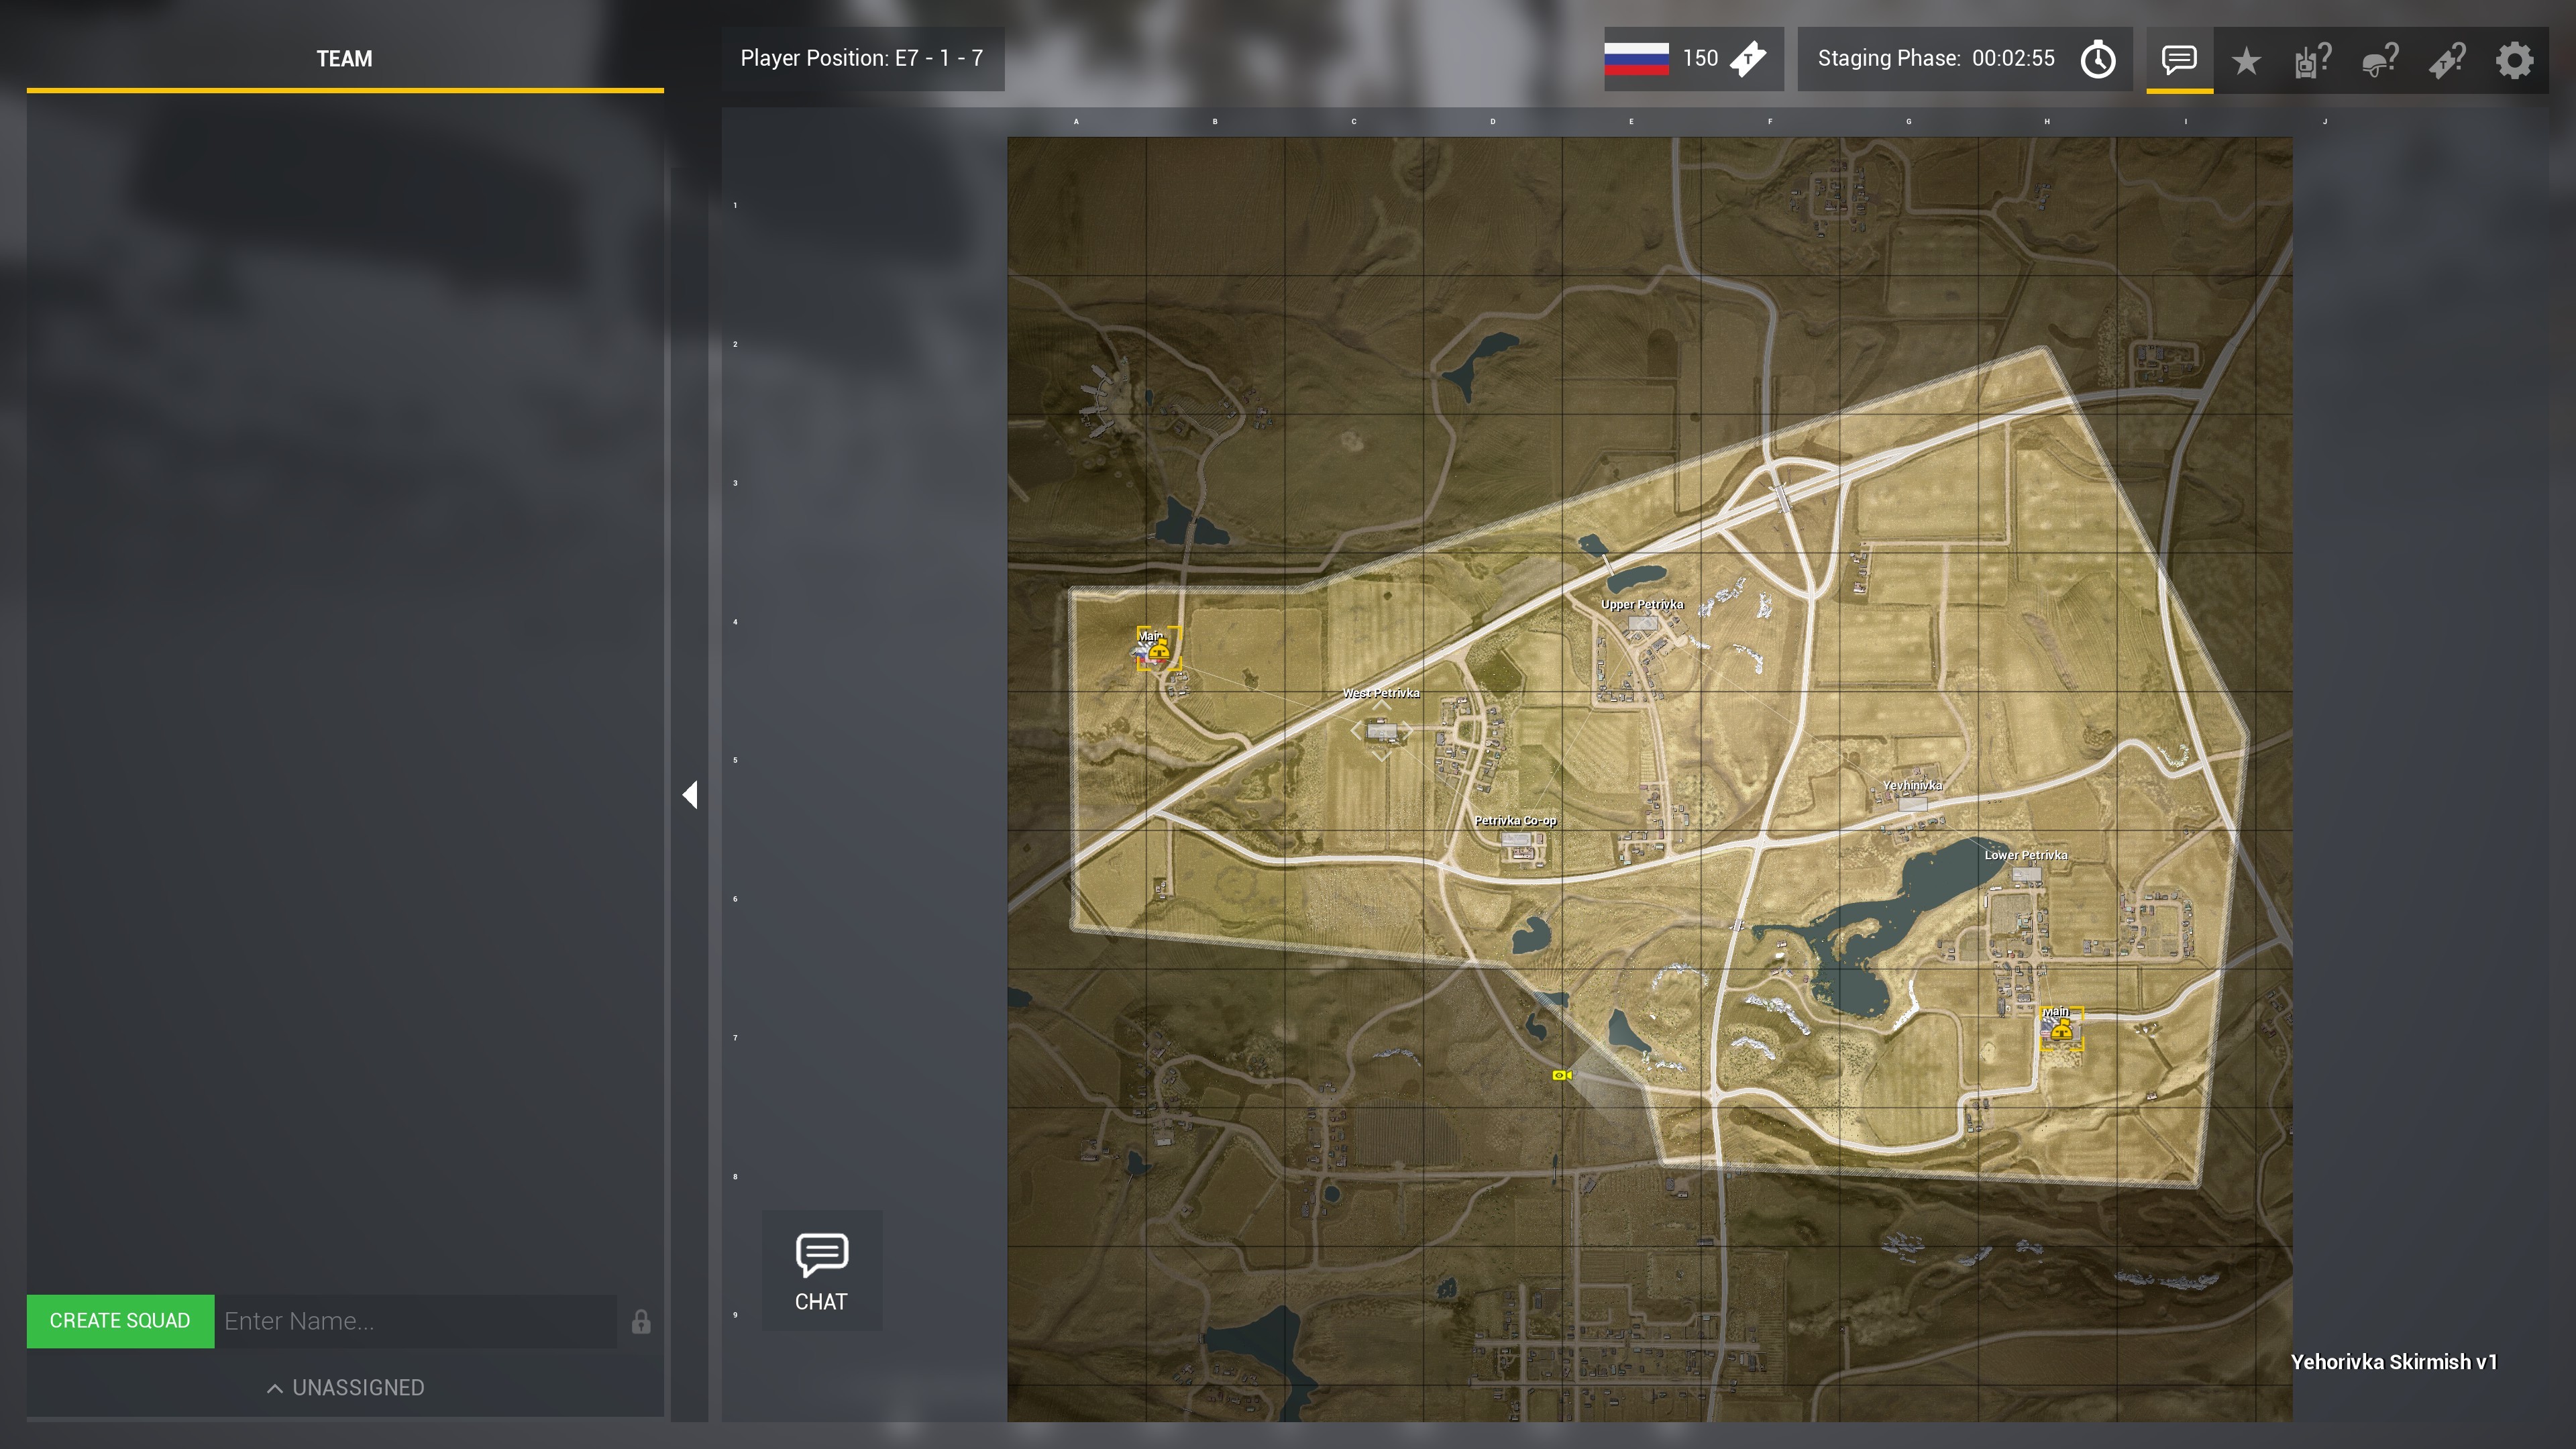 TEAM
Player Position: E7 - 1 - 7
150
Staging Phase: 00:02:55
A B C D E F G H I J
1
2
3
4
Upper Petrivka
Main
West Petrivka
5
Yevhinivka
Petrivka Co-op
Lower Petrivka
6
Main
7
8
CHAT
9
CREATE SQUAD
Enter Name...
Yehorivka Skirmish v1
UNASSIGNED